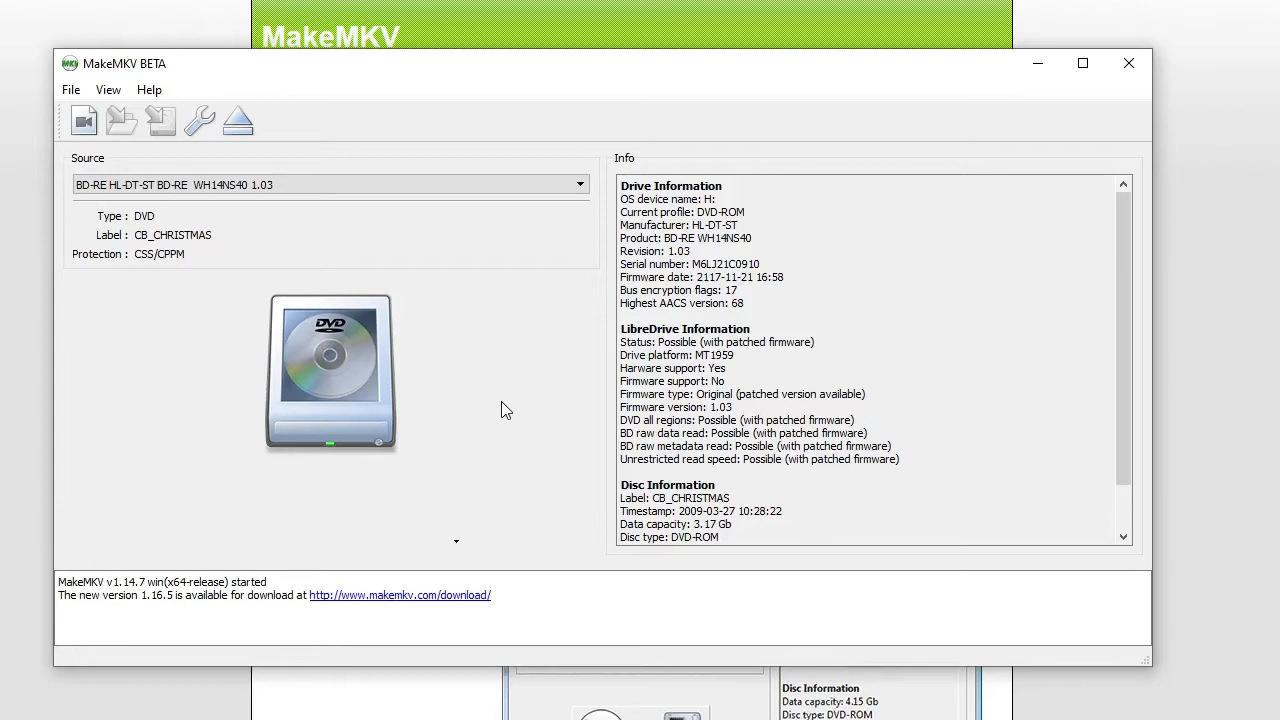 MakeMKV
MakeMKV BETA
File View Help
Source
BD-RE HL-DT-ST BD-RE WH14NS40 1.03
Type : DVD
Label : CB_CHRISTMAS
Protection : CSS/CPPM
DVD
Info
Drive Information
OS device name: H:
Current profile: DVD-ROM
Manufacturer: HL-DT-ST
Product: BD-RE WH14NS40
Revision: 1.03
Serial number: M6LJ21C0910
Firmware date: 2117-11-21 16:58
Bus encryption flags: 17
Highest AACS version: 68
LibreDrive Information
Status: Possible (with patched firmware)
Drive platform: MT1959
Harware support: Yes
Firmware support: No
Firmware type: Original (patched version available)
Firmware version: 1.03
DVD all regions: Possible (with patched firmware)
BD raw data read: Possible (with patched firmware)
BD raw metadata read: Possible (with patched firmware)
Unrestricted read speed: Possible (with patched firmware)
Disc Information
Label: CB_CHRISTMAS
Timestamp: 2009-03-27 10:28:22
Data capacity: 3.17 Gb
Disc type: DVD-ROM
MakeMKV v1.14.7 win(x64-release) started
The new version 1.16.5 is available for download at http://www.makemkv.com/download/
Disc Information
Data capacity: 4.15 Gb
Disc type: DVD-ROM